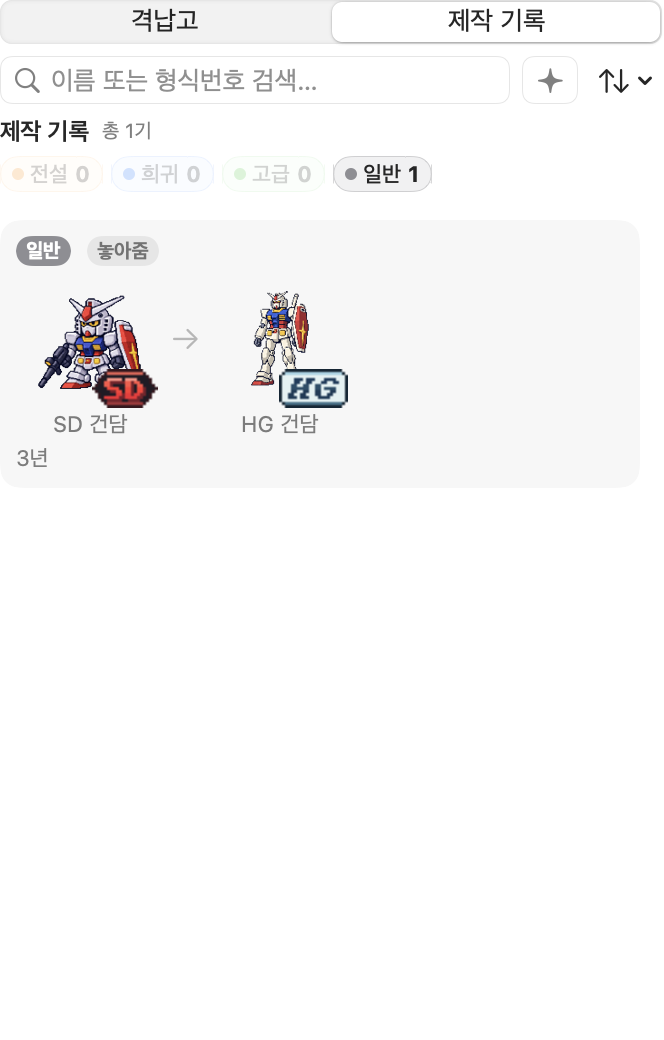 격납고 제작 기록
이름 또는 형식번호 검색...
제작 기록 총 1기
전설 0 희귀 0 고급 0 일반 1
일반 놓아줌
SD HG
SD 건담 HG 건담
3년